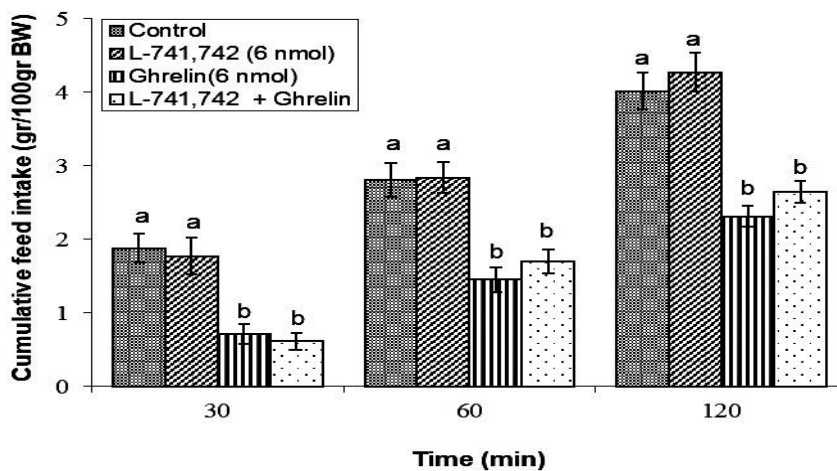 Cumulative feed intake (gr/100gr BW)
5
4
3
2
1
0
Control
L-741,742 (6 nmol)
Ghrelin(6 nmol)
L-741,742 + Ghrelin
a
a
b
b
a
a
b
b
a
a
b
b
30
60
120
Time (min)